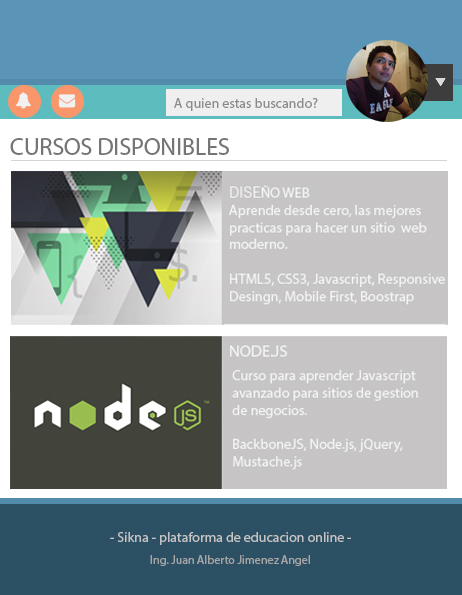 A quien estas buscando?
EAGLE
CURSOS DISPONIBLES
DISEÑO WEB
Aprende desde cero, las mejores
practicas para hacer un sitio web
moderno.
HTML5, CSS3, Javascript, Responsive
Desingn, Mobile First, Boostrap
{
$.
node JS™
NODE.JS
Curso para aprender Javascript
avanzado para sitios de gestion
de negocios.
BackboneJS, Node.js, jQuery,
Mustache.js
- Sikna - plataforma de educacion online -
Ing. Juan Alberto Jimenez Angel